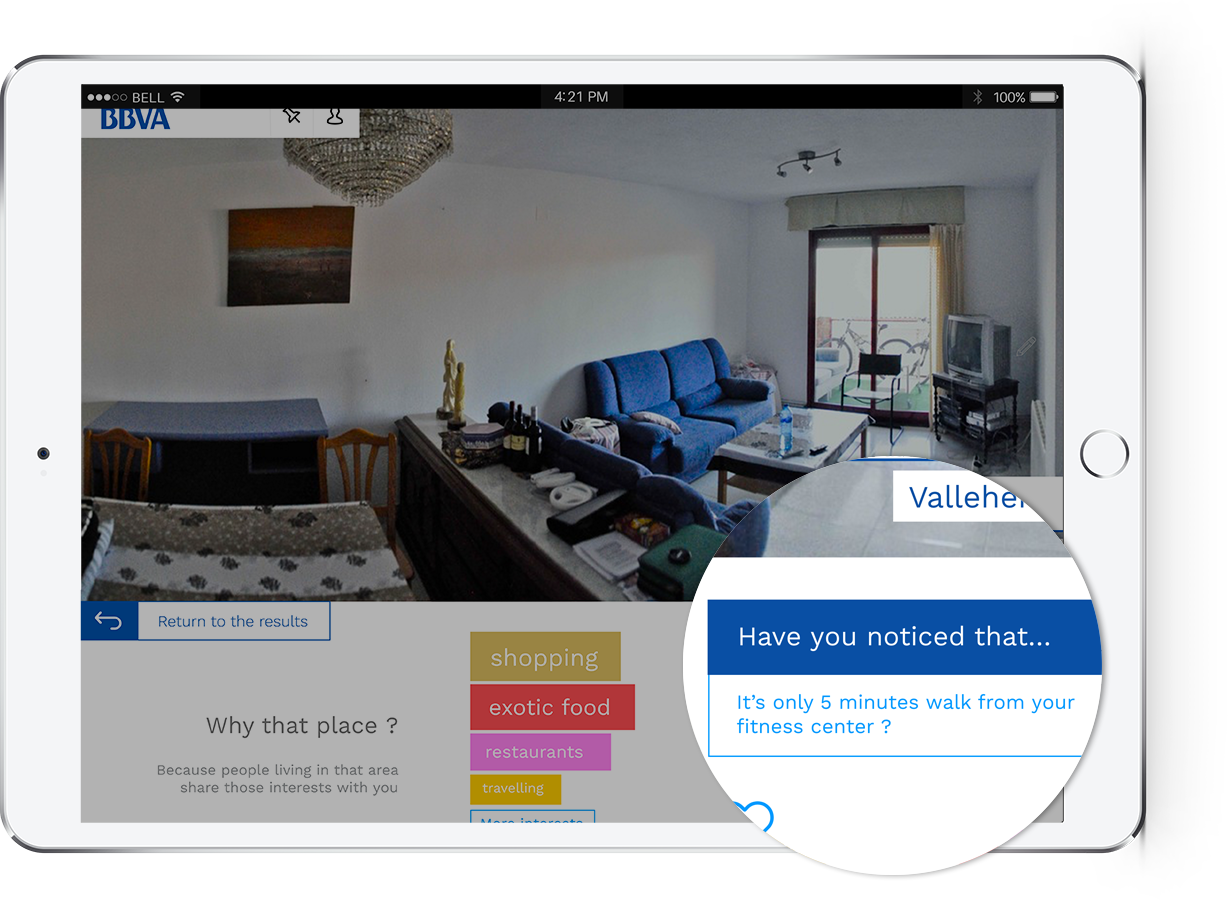 BELL
4:21 PM
100%
BBVA
Return to the results
Why that place ?
Because people living in that area
share those interests with you
shopping
exotic food
restaurants
travelling
More interests
Have you noticed that...
It's only 5 minutes walk from your
fitness center ?